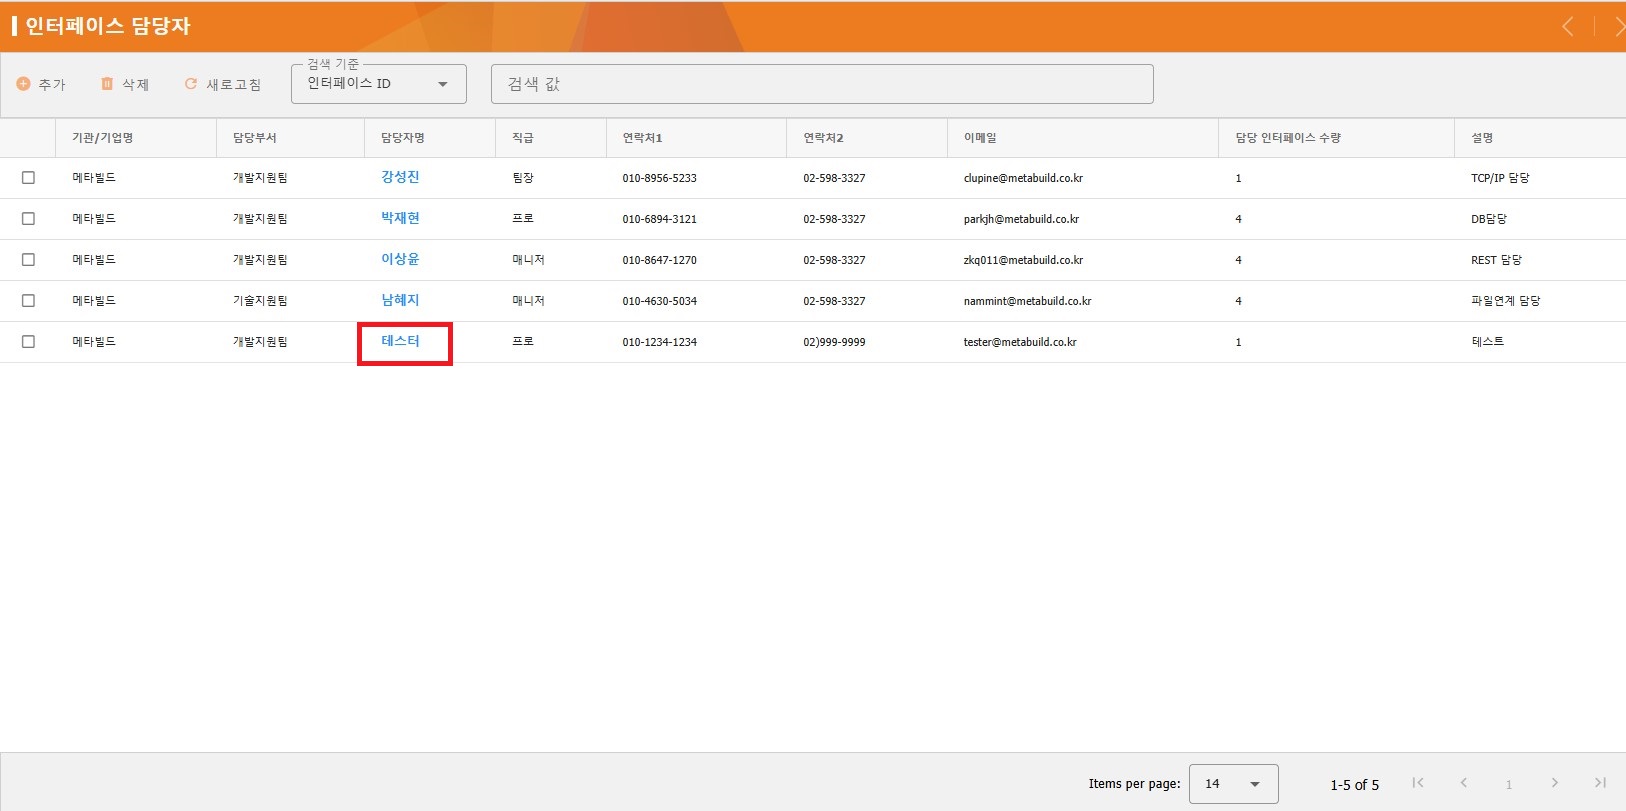 인터페이스 담당자
추가 삭제 새로고침 검색 기준 인터페이스 ID 검색 값
기관/기업명 담당부서 담당자명 직급 연락처1 연락처2 이메일 담당 인터페이스 수량 설명
메타빌드 개발지원팀 강성진 팀장 010-8956-5233 02-598-3327 clupine@metabuild.co.kr 1 TCP/IP 담당
메타빌드 개발지원팀 박재현 프로 010-6894-3121 02-598-3327 parkjh@metabuild.co.kr 4 DB담당
메타빌드 개발지원팀 이상윤 매니저 010-8647-1270 02-598-3327 zkq011@metabuild.co.kr 4 REST 담당
메타빌드 기술지원팀 남혜지 매니저 010-4630-5034 02-598-3327 nammint@metabuild.co.kr 4 파일연계 담당
메타빌드 개발지원팀 테스터 프로 010-1234-1234 02)999-9999 tester@metabuild.co.kr 1 테스트
Items per page: 14 1-5 of 5 1